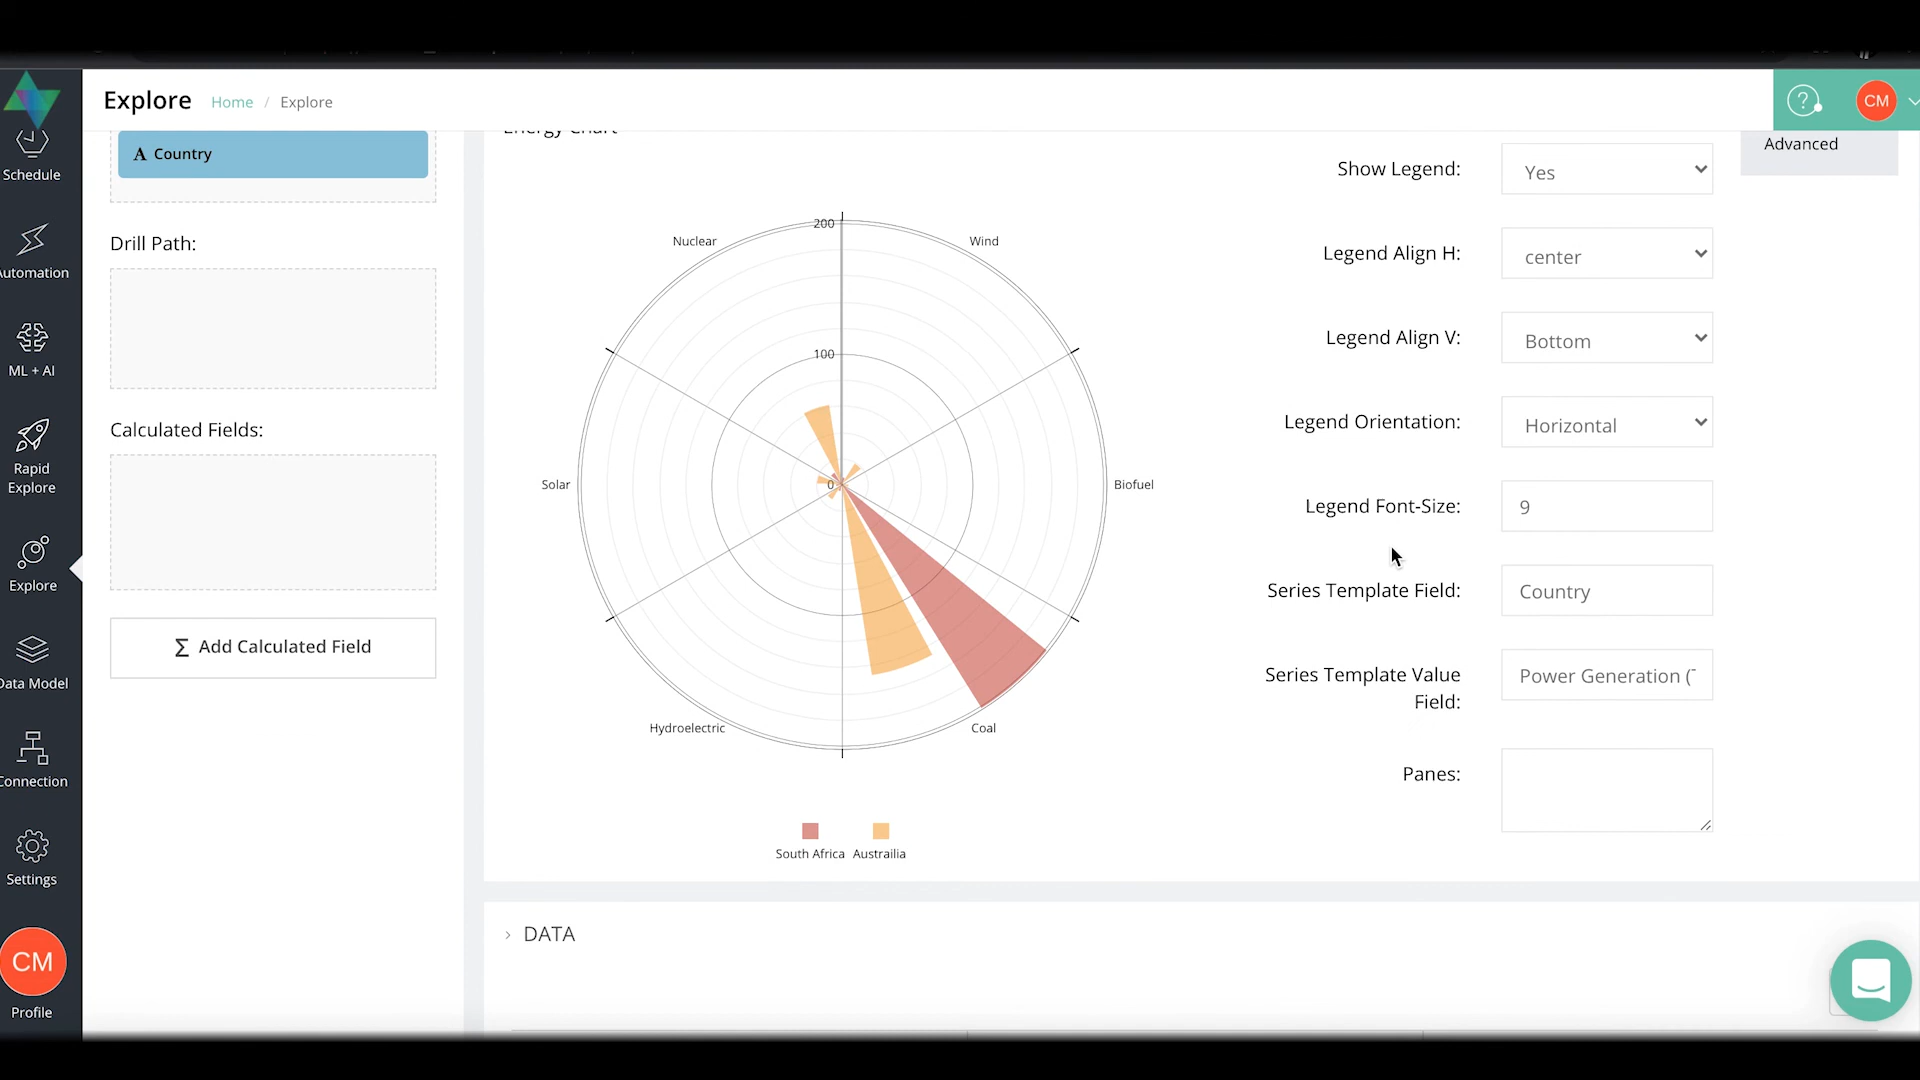 Explore Home / Explore
? CM
Schedule
Automation
ML + AI
Rapid
Explore
Explore
Data Model
Connection
Settings
CM
Profile
A Country
Drill Path:
Calculated Fields:
Σ Add Calculated Field
Energy Chart
200
100
0
Nuclear
Wind
Solar
Biofuel
Hydroelectric
Coal
South Africa Austrailia
Show Legend: Yes
Legend Align H: center
Legend Align V: Bottom
Legend Orientation: Horizontal
Legend Font-Size: 9
Series Template Field: Country
Series Template Value
Field:
Power Generation (
Panes:
Advanced
DATA